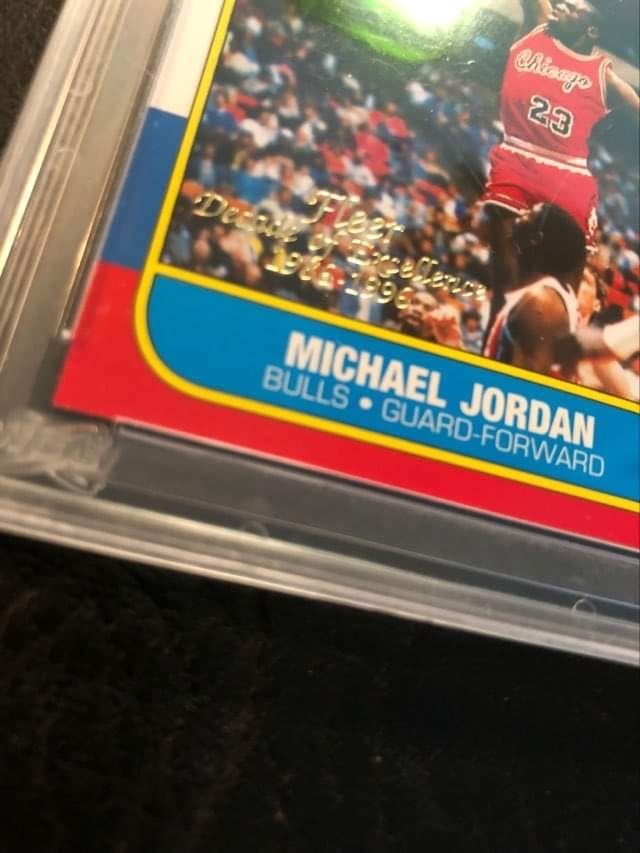 Chicago
23
Fleer
Decade of Excellence
1986-1996
MICHAEL JORDAN
BULLS • GUARD-FORWARD